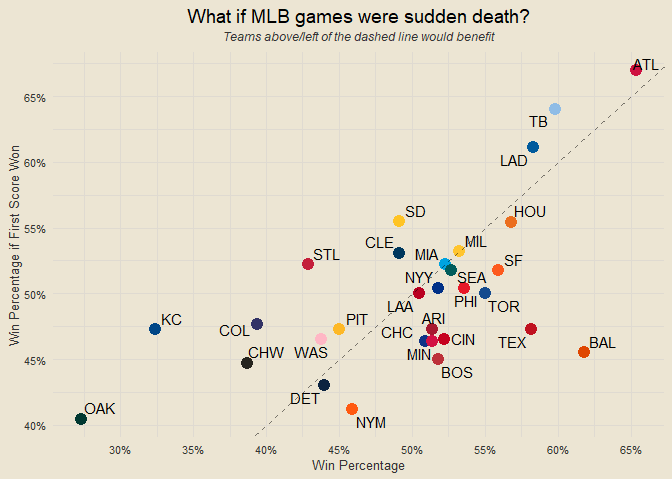 What if MLB games were sudden death?
Teams above/left of the dashed line would benefit
ATL
65%
TB
60%
LAD
SD
HOU
55%
CLE
MIL
STL
MIA
SF
NYY
SEA
50%
LAA
PHI
TOR
KC
COL
PIT
ARI
CHC
CIN
TEX
BAL
CHW
WAS
MIN
45%
BOS
DET
OAK
NYM
40%
Win Percentage if First Score Won
30%
35%
40%
45%
50%
55%
60%
65%
Win Percentage